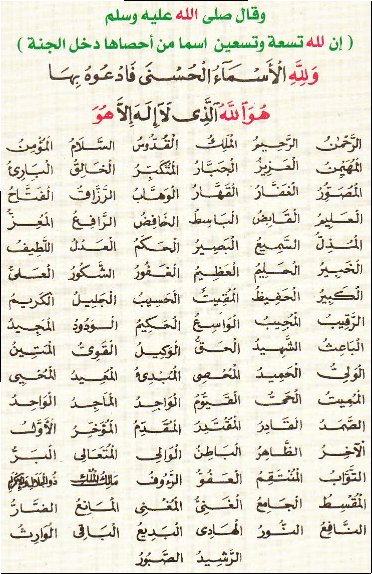 وقال صلى الله عليه وسلم
( إن لله تسعة وتسعين اسما من أحصاها دخل الجنة )
وَلِلَّهِ الْأَسْمَاءُ الْحُسْنَى فَادْعُوهُ بِهَا
هُوَ اللهُ الَّذِي لَا إِلَهَ إِلَّا هُوَ
الرَّحْمٰنُ الرَّحِيمُ الْمَلِكُ الْقُدُّوسُ السَّلَامُ الْمُؤْمِنُ
الْمُهَيْمِنُ الْعَزِيزُ الْجَبَّارُ الْمُتَكَبِّرُ الْخَالِقُ الْبَارِئُ
الْمُصَوِّرُ الْغَفَّارُ الْقَهَّارُ الْوَهَّابُ الرَّزَّاقُ الْفَتَّاحُ
الْعَلِيمُ الْقَابِضُ الْبَاسِطُ الْخَافِضُ الرَّافِعُ الْمُعِزُّ
الْمُذِلُّ السَّمِيعُ الْبَصِيرُ الْحَكَمُ الْعَدْلُ اللَّطِيفُ
الْخَبِيرُ الْحَلِيمُ الْعَظِيمُ الْغَفُورُ الشَّكُورُ الْعَلِيُّ
الْكَبِيرُ الْحَفِيظُ الْمُقِيتُ الْحَسِيبُ الْجَلِيلُ الْكَرِيمُ
الرَّقِيبُ الْمُجِيبُ الْوَاسِعُ الْحَكِيمُ الْوَدُودُ الْمَجِيدُ
الْبَاعِثُ الشَّهِيدُ الْحَقُّ الْوَكِيلُ الْقَوِيُّ الْمَتِينُ
الْوَلِيُّ الْحَمِيدُ الْمُحْصِي الْمُبْدِئُ الْمُعِيدُ الْمُحْيِي
الْمُمِيتُ الْحَيُّ الْقَيُّومُ الْوَاجِدُ الْمَاجِدُ الْوَاحِدُ
الصَّمَدُ الْقَادِرُ الْمُقْتَدِرُ الْمُقَدِّمُ الْمُؤَخِّرُ الْأَوَّلُ
الْآخِرُ الظَّاهِرُ الْبَاطِنُ الْوَالِي الْمُتَعَالِي الْبَرُّ
التَّوَّابُ الْمُنْتَقِمُ الْعَفُوُّ الرَّءُوفُ مَالِكُ الْمُلْكِ ذُو الْجَلَالِ وَالْإِكْرَامِ
الْمُقْسِطُ الْجَامِعُ الْغَنِيُّ الْمُغْنِي الْمَانِعُ الضَّارُّ
النَّافِعُ النُّورُ الْهَادِي الْبَدِيعُ الْبَاقِي الْوَارِثُ
الرَّشِيدُ الصَّبُورُ